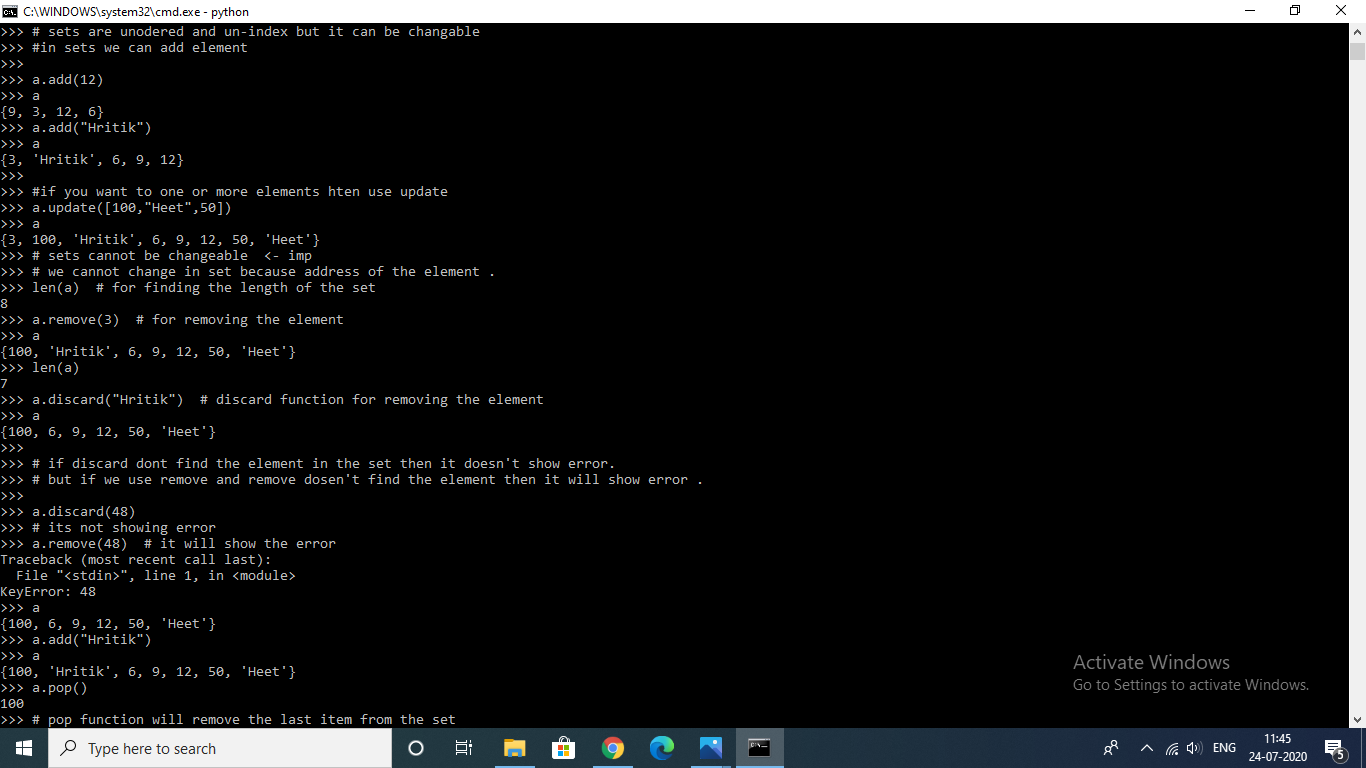 C:\WINDOWS\system32\cmd.exe - python
>>> # sets are unodered and un-index but it can be changable
>>> #in sets we can add element
>>>
>>> a.add(12)
>>> a
{9, 3, 12, 6}
>>> a.add("Hritik")
>>> a
{3, 'Hritik', 6, 9, 12}
>>>
>>> #if you want to one or more elements hten use update
>>> a.update([100,"Heet",50])
>>> a
{3, 100, 'Hritik', 6, 9, 12, 50, 'Heet'}
>>> # sets cannot be changeable  <- imp
>>> # we cannot change in set because address of the element .
>>> len(a)  # for finding the length of the set
8
>>> a.remove(3)  # for removing the element
>>> a
{100, 'Hritik', 6, 9, 12, 50, 'Heet'}
>>> len(a)
7
>>> a.discard("Hritik")  # discard function for removing the element
>>> a
{100, 6, 9, 12, 50, 'Heet'}
>>>
>>> # if discard dont find the element in the set then it doesn't show error.
>>> # but if we use remove and remove dosen't find the element then it will show error .
>>>
>>> a.discard(48)
>>> # its not showing error
>>> a.remove(48)  # it will show the error
Traceback (most recent call last):
  File "<stdin>", line 1, in <module>
KeyError: 48
>>> a
{100, 6, 9, 12, 50, 'Heet'}
>>> a.add("Hritik")
>>> a
{100, 'Hritik', 6, 9, 12, 50, 'Heet'}
>>> a.pop()
100
>>> # pop function will remove the last item from the set
Activate Windows
Go to Settings to activate Windows.
Type here to search
ENG
11:45
24-07-2020
5